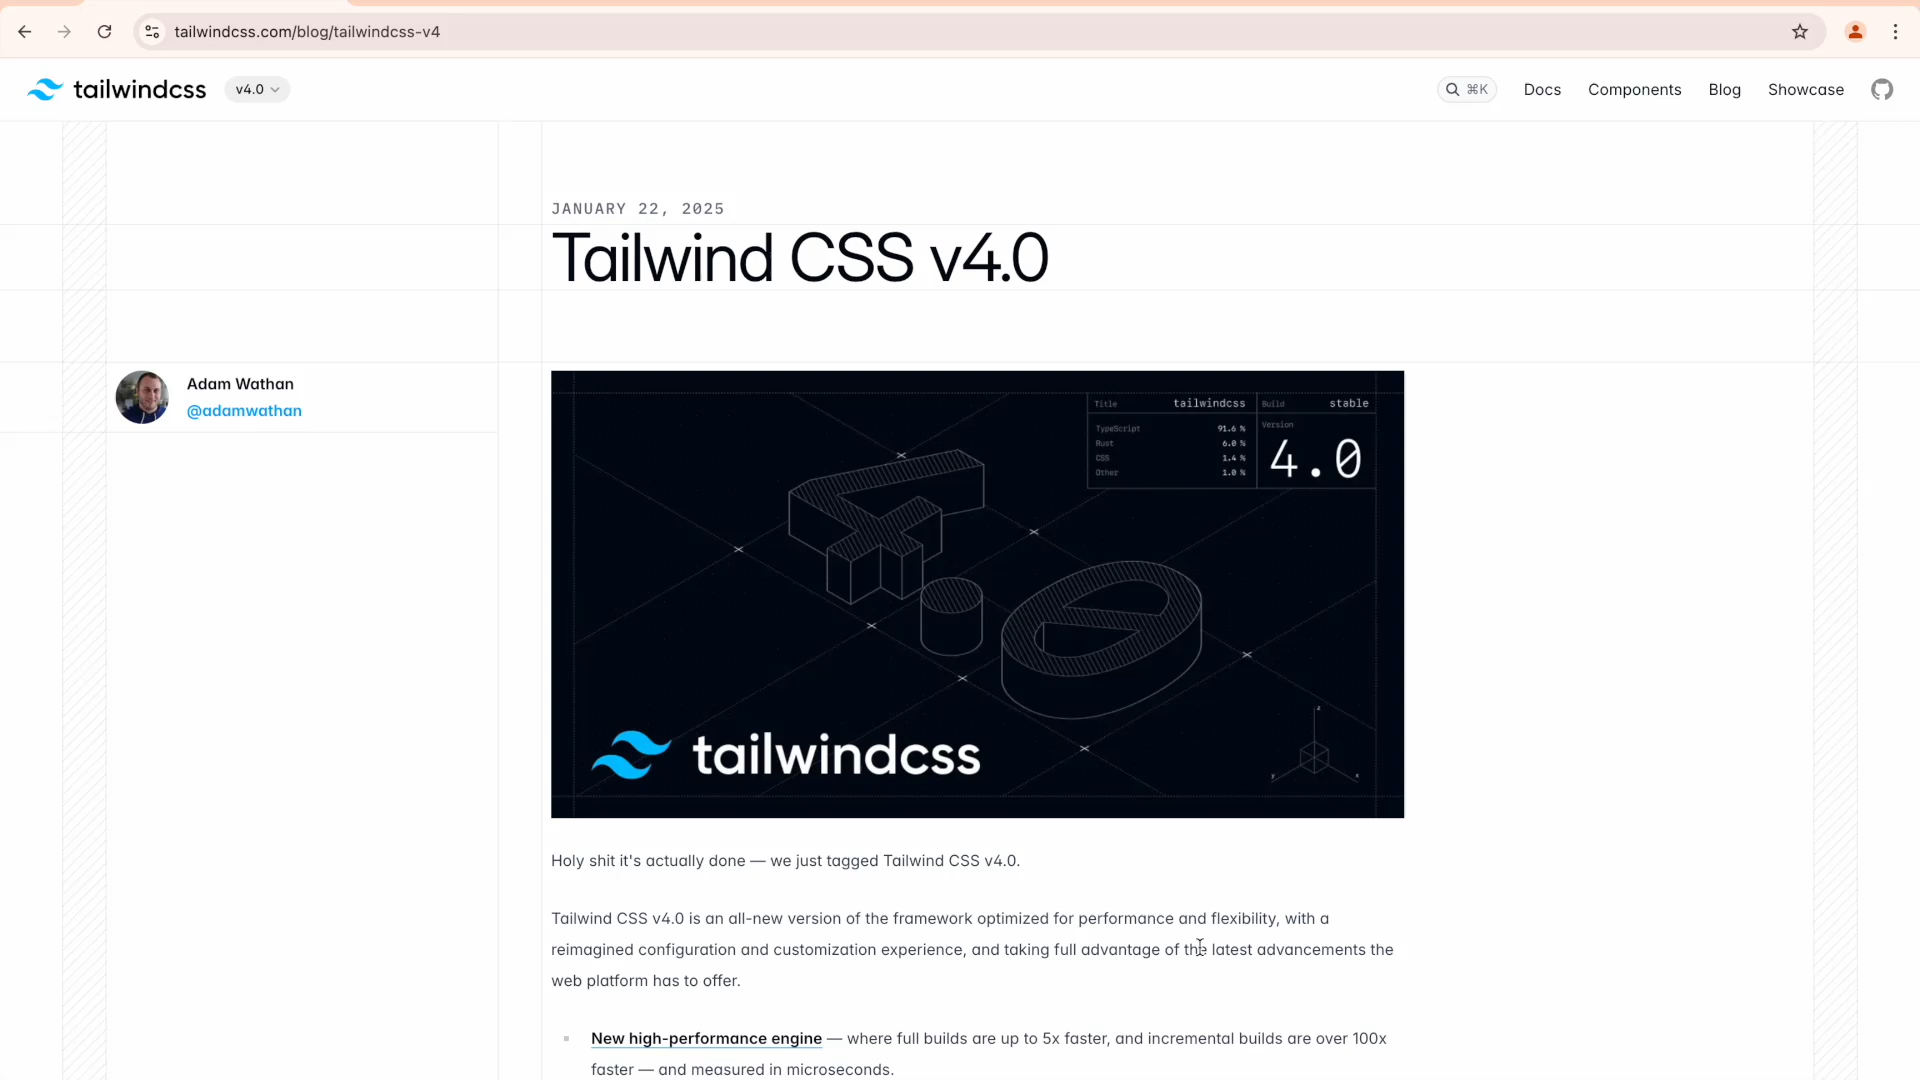 tailwindcss.com/blog/tailwindcss-v4
tailwindcss
v4.0
⌘K
Docs
Components
Blog
Showcase
JANUARY 22, 2025
Tailwind CSS v4.0
Adam Wathan
@adamwathan
Title tailwindcss
Build stable
TypeScript 91.6 %
Rust 6.0 %
CSS 1.4 %
Other 1.0 %
Version
4.0
z
y
x
tailwindcss
Holy shit it's actually done — we just tagged Tailwind CSS v4.0.
Tailwind CSS v4.0 is an all-new version of the framework optimized for performance and flexibility, with a
reimagined configuration and customization experience, and taking full advantage of the latest advancements the
web platform has to offer.
New high-performance engine — where full builds are up to 5x faster, and incremental builds are over 100x
faster — and measured in microseconds.